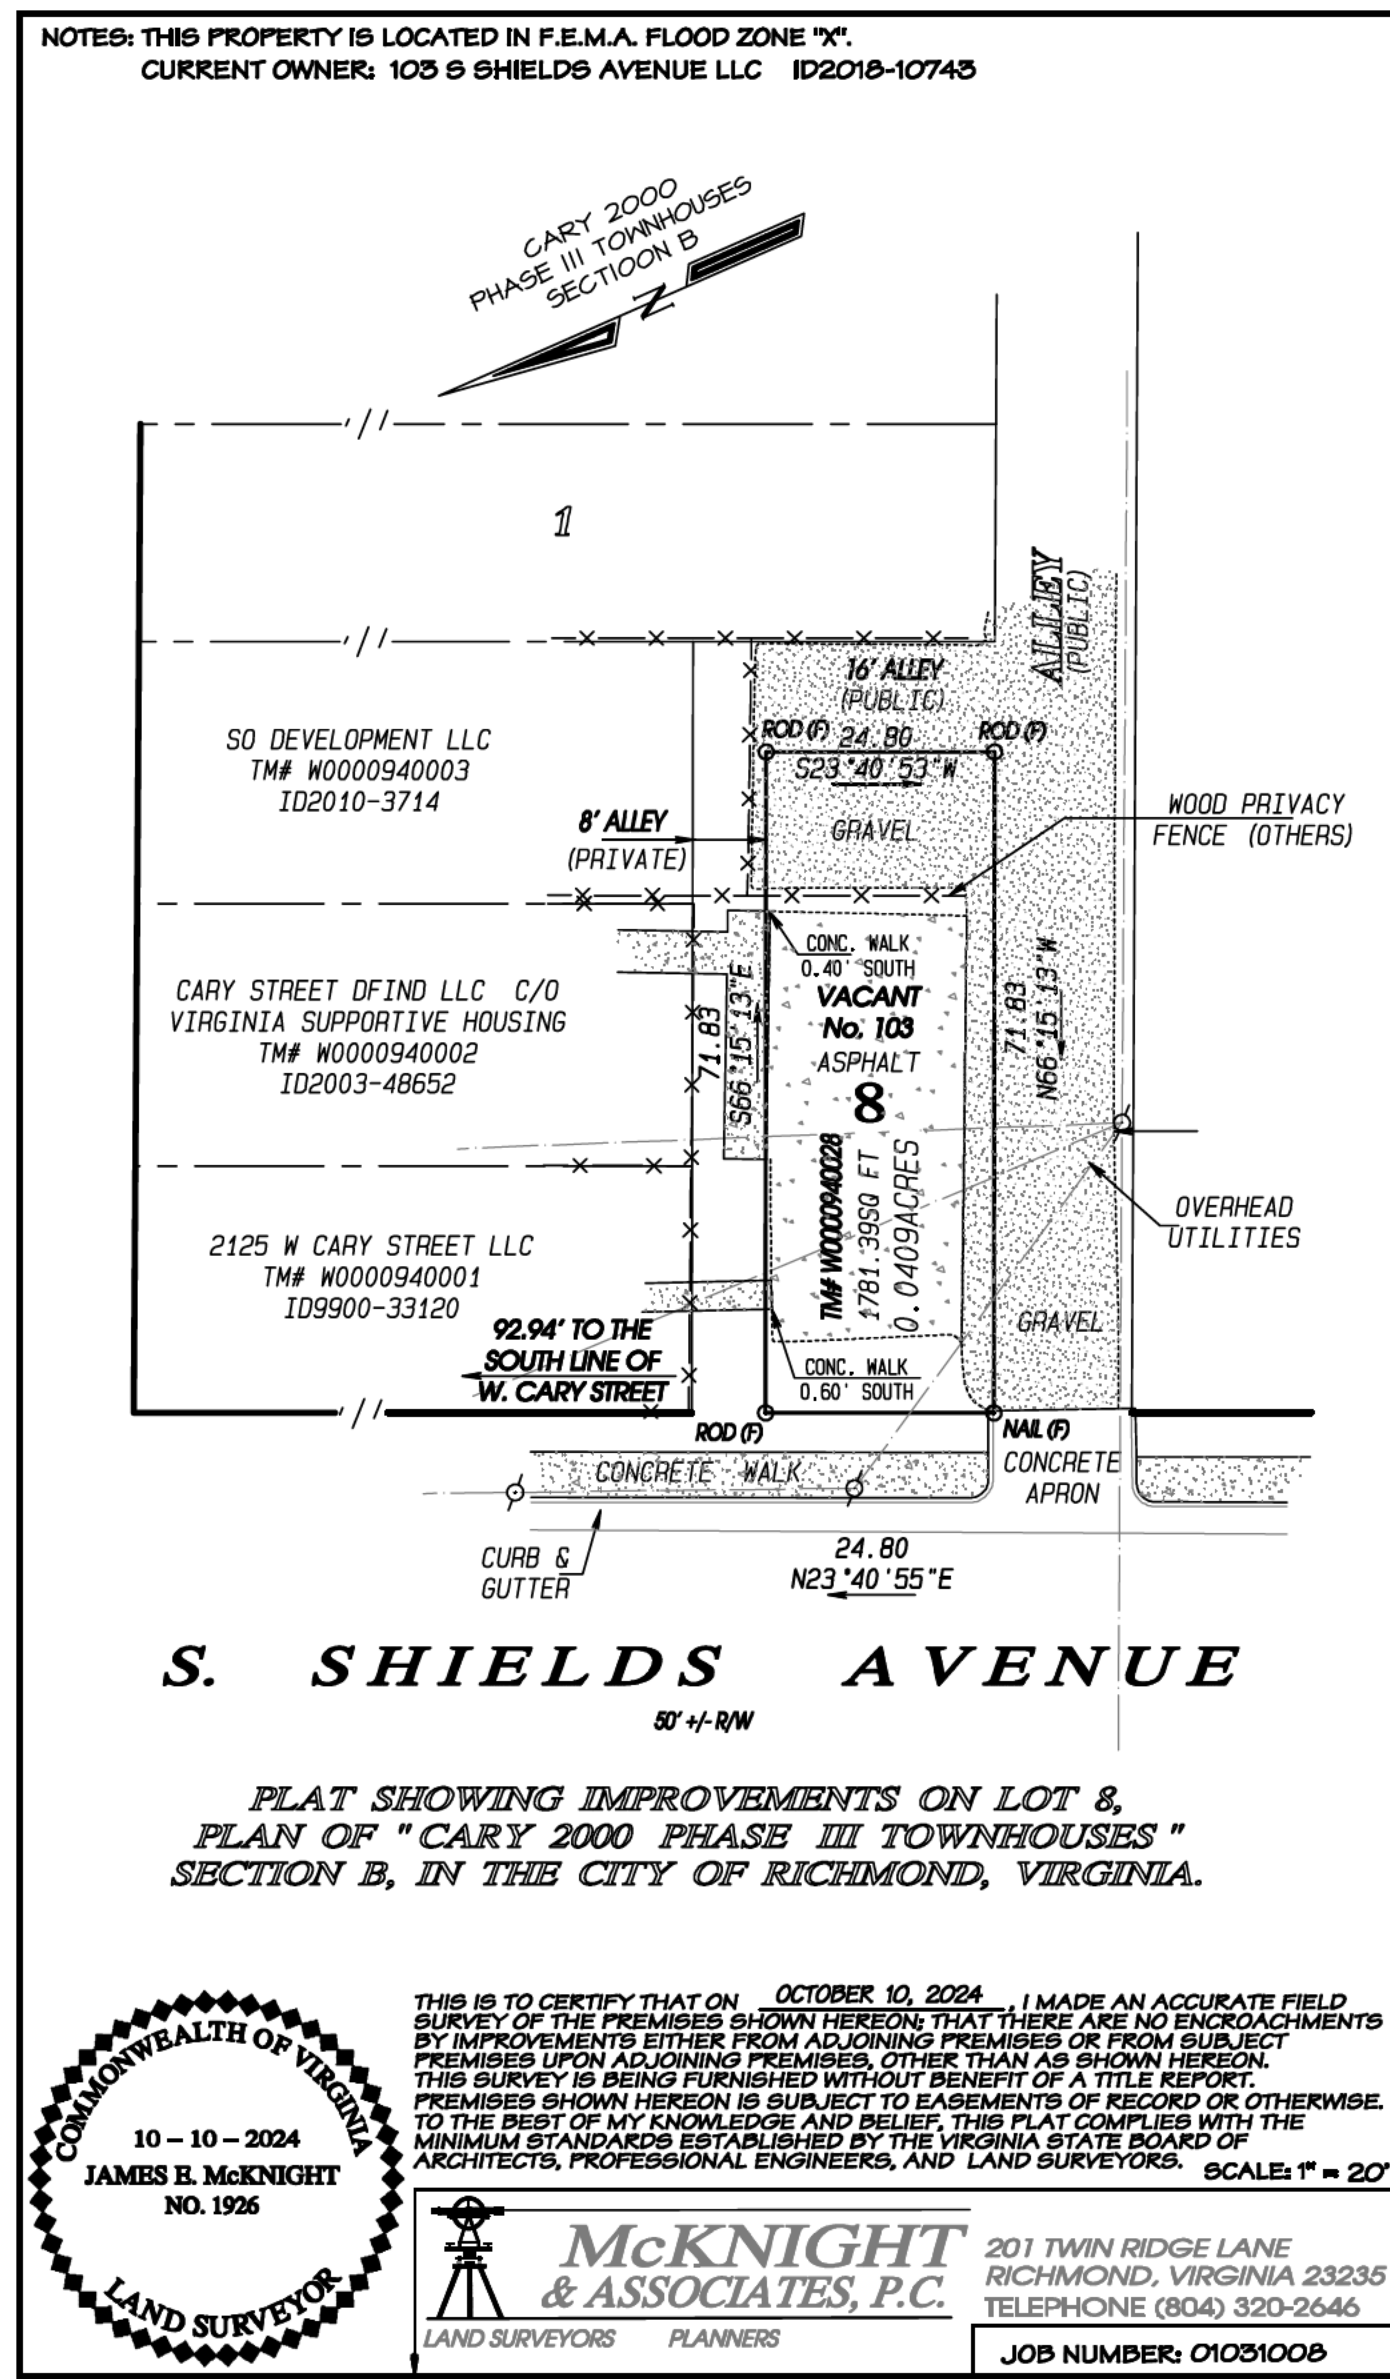 NOTES: THIS PROPERTY IS LOCATED IN F.E.M.A. FLOOD ZONE "X".
CURRENT OWNER: 103 S SHIELDS AVENUE LLC ID2018-10743
CARY 2000
PHASE III TOWNHOUSES
SECTIOON B
N
1
ALLEY
(PUBLIC)
16' ALLEY
(PUBLIC)
ROD (F)
24.80
ROD (F)
S23°40'53"W
SO DEVELOPMENT LLC
TM# W0000940003
ID2010-3714
8' ALLEY
(PRIVATE)
GRAVEL
WOOD PRIVACY
FENCE (OTHERS)
CONC. WALK
0.40' SOUTH
CARY STREET DFIND LLC C/O
VIRGINIA SUPPORTIVE HOUSING
TM# W0000940002
ID2003-48652
71.83
S66°15'13"E
VACANT
No. 103
ASPHALT
8
71.83
N66°15'13"W
TM# W0000940028
1781.39SQ FT
0.0409ACRES
OVERHEAD
UTILITIES
2125 W CARY STREET LLC
TM# W0000940001
ID9900-33120
92.94' TO THE
SOUTH LINE OF
W. CARY STREET
GRAVEL
CONC. WALK
0.60' SOUTH
ROD (F)
NAIL (F)
CONCRETE WALK
CONCRETE
APRON
CURB &
GUTTER
24.80
N23°40'55"E
S. SHIELDS AVENUE
50' +/- R/W
PLAT SHOWING IMPROVEMENTS ON LOT 8,
PLAN OF "CARY 2000 PHASE III TOWNHOUSES"
SECTION B, IN THE CITY OF RICHMOND, VIRGINIA.
COMMONWEALTH OF VIRGINIA
10 – 10 – 2024
JAMES E. McKNIGHT
NO. 1926
LAND SURVEYOR
THIS IS TO CERTIFY THAT ON OCTOBER 10, 2024, I MADE AN ACCURATE FIELD
SURVEY OF THE PREMISES SHOWN HEREON; THAT THERE ARE NO ENCROACHMENTS
BY IMPROVEMENTS EITHER FROM ADJOINING PREMISES OR FROM SUBJECT
PREMISES UPON ADJOINING PREMISES, OTHER THAN AS SHOWN HEREON.
THIS SURVEY IS BEING FURNISHED WITHOUT BENEFIT OF A TITLE REPORT.
PREMISES SHOWN HEREON IS SUBJECT TO EASEMENTS OF RECORD OR OTHERWISE.
TO THE BEST OF MY KNOWLEDGE AND BELIEF, THIS PLAT COMPLIES WITH THE
MINIMUM STANDARDS ESTABLISHED BY THE VIRGINIA STATE BOARD OF
ARCHITECTS, PROFESSIONAL ENGINEERS, AND LAND SURVEYORS.
SCALE: 1" = 20'
McKNIGHT
& ASSOCIATES, P.C.
LAND SURVEYORS PLANNERS
201 TWIN RIDGE LANE
RICHMOND, VIRGINIA 23235
TELEPHONE (804) 320-2646
JOB NUMBER: 01031008